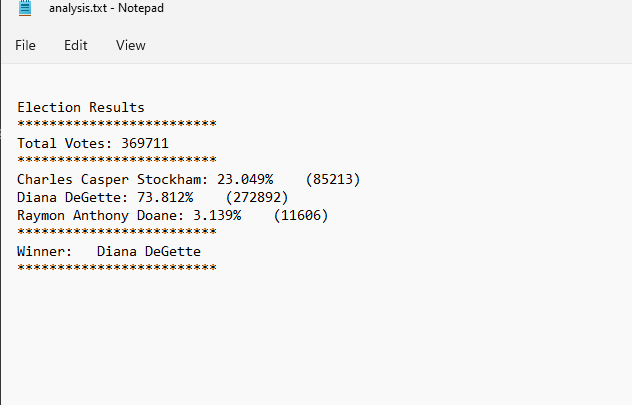 analysis.txt - Notepad
File Edit View
Election Results
*************************
Total Votes: 369711
*************************
Charles Casper Stockham: 23.049% (85213)
Diana DeGette: 73.812% (272892)
Raymon Anthony Doane: 3.139% (11606)
*************************
Winner: Diana DeGette
*************************